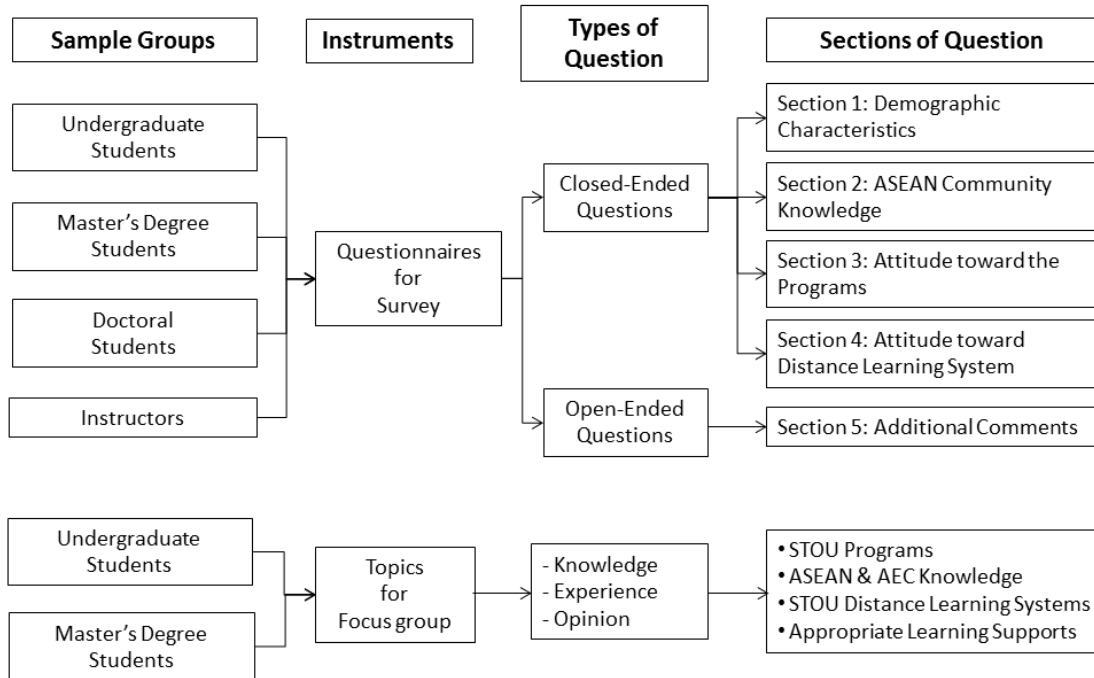 Sample Groups
Instruments
Types of
Question
Sections of Question
Undergraduate
Students
Master’s Degree
Students
Doctoral
Students
Instructors
Questionnaires
for
Survey
Closed-Ended
Questions
Open-Ended
Questions
Section 1: Demographic
Characteristics
Section 2: ASEAN Community
Knowledge
Section 3: Attitude toward the
Programs
Section 4: Attitude toward
Distance Learning System
Section 5: Additional Comments
Undergraduate
Students
Master’s Degree
Students
Topics
for
Focus group
- Knowledge
- Experience
- Opinion
• STOU Programs
• ASEAN & AEC Knowledge
• STOU Distance Learning Systems
• Appropriate Learning Supports